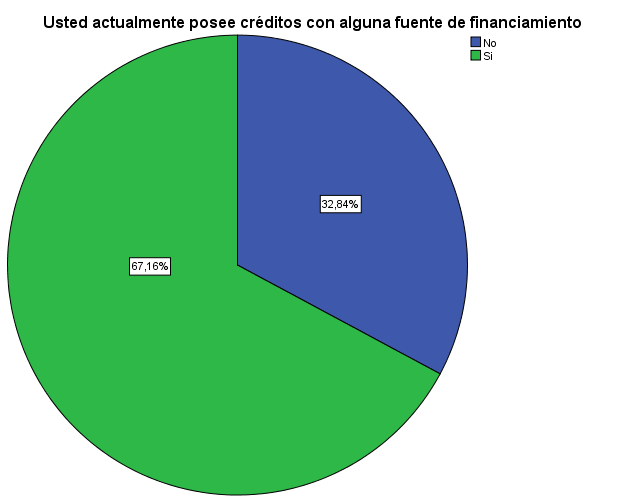 Usted actualmente posee créditos con alguna fuente de financiamiento
No
Si
32,84%
67,16%